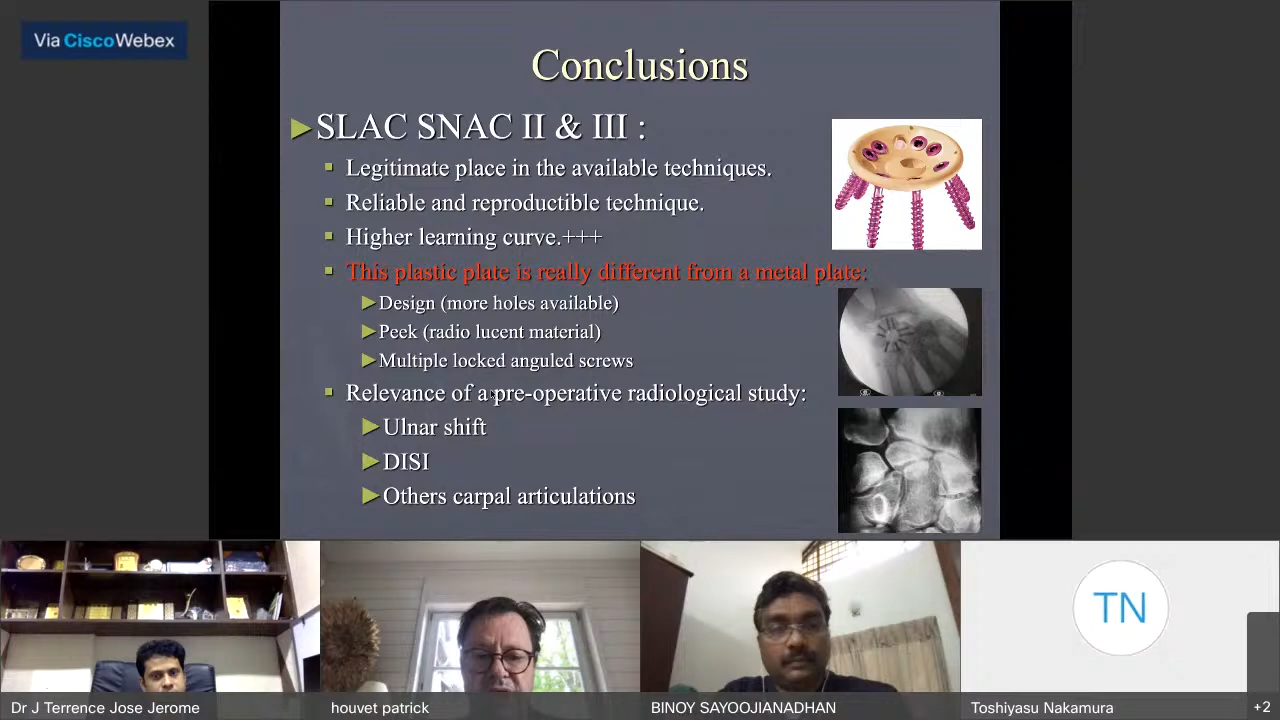 Via Cisco Webex
Conclusions
►SLAC SNAC II & III :
▪ Legitimate place in the available techniques.
▪ Reliable and reproductible technique.
▪ Higher learning curve.+++
▪ This plastic plate is really different from a metal plate:
►Design (more holes available)
►Peek (radio lucent material)
►Multiple locked anguled screws
▪ Relevance of a pre-operative radiological study:
►Ulnar shift
►DISI
►Others carpal articulations
TN
Dr J Terrence Jose Jerome
houvet patrick
BINOY SAYOOJIANADHAN
Toshiyasu Nakamura
+2